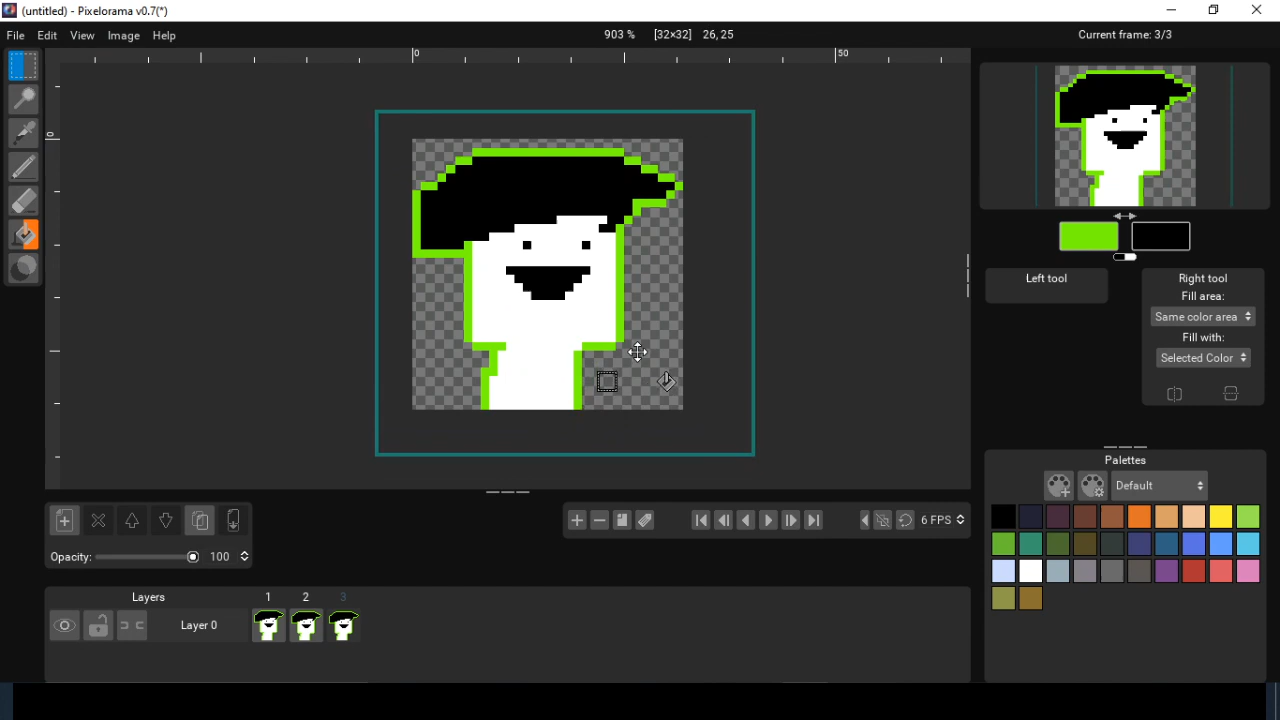 (untitled) - Pixelorama v0.7(*)
File Edit View Image Help
903 % [32×32] 26,25
Current frame: 3/3
0
50
0
Left tool
Right tool
Fill area:
Same color area
Fill with:
Selected Color
Palettes
Default
6 FPS
Opacity: 100
Layers 1 2 3
Layer 0